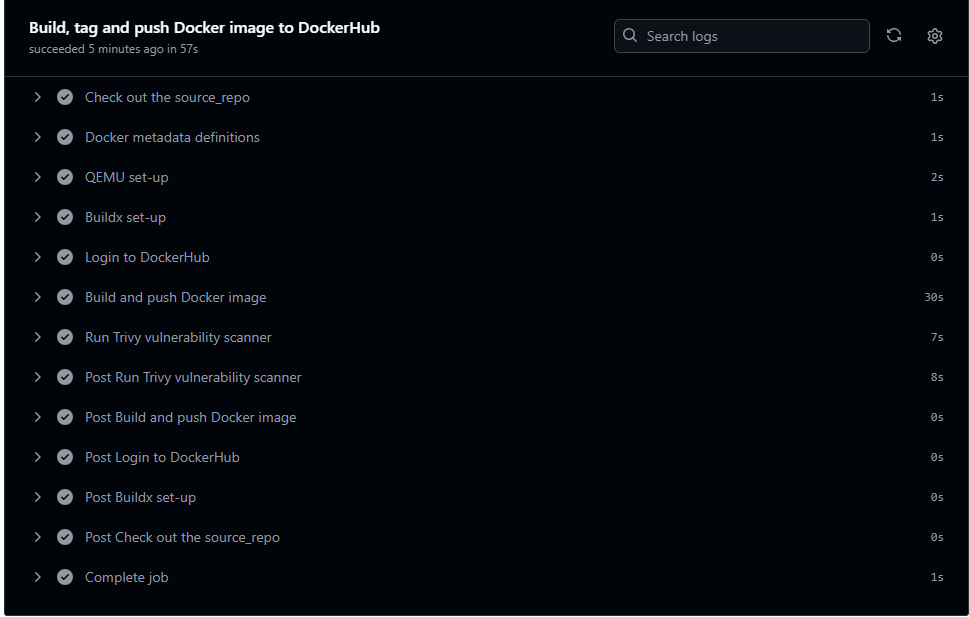 Build, tag and push Docker image to DockerHub
succeeded 5 minutes ago in 57s
Search logs
Check out the source_repo 1s
Docker metadata definitions 1s
QEMU set-up 2s
Buildx set-up 1s
Login to DockerHub 0s
Build and push Docker image 30s
Run Trivy vulnerability scanner 7s
Post Run Trivy vulnerability scanner 8s
Post Build and push Docker image 0s
Post Login to DockerHub 0s
Post Buildx set-up 0s
Post Check out the source_repo 0s
Complete job 1s